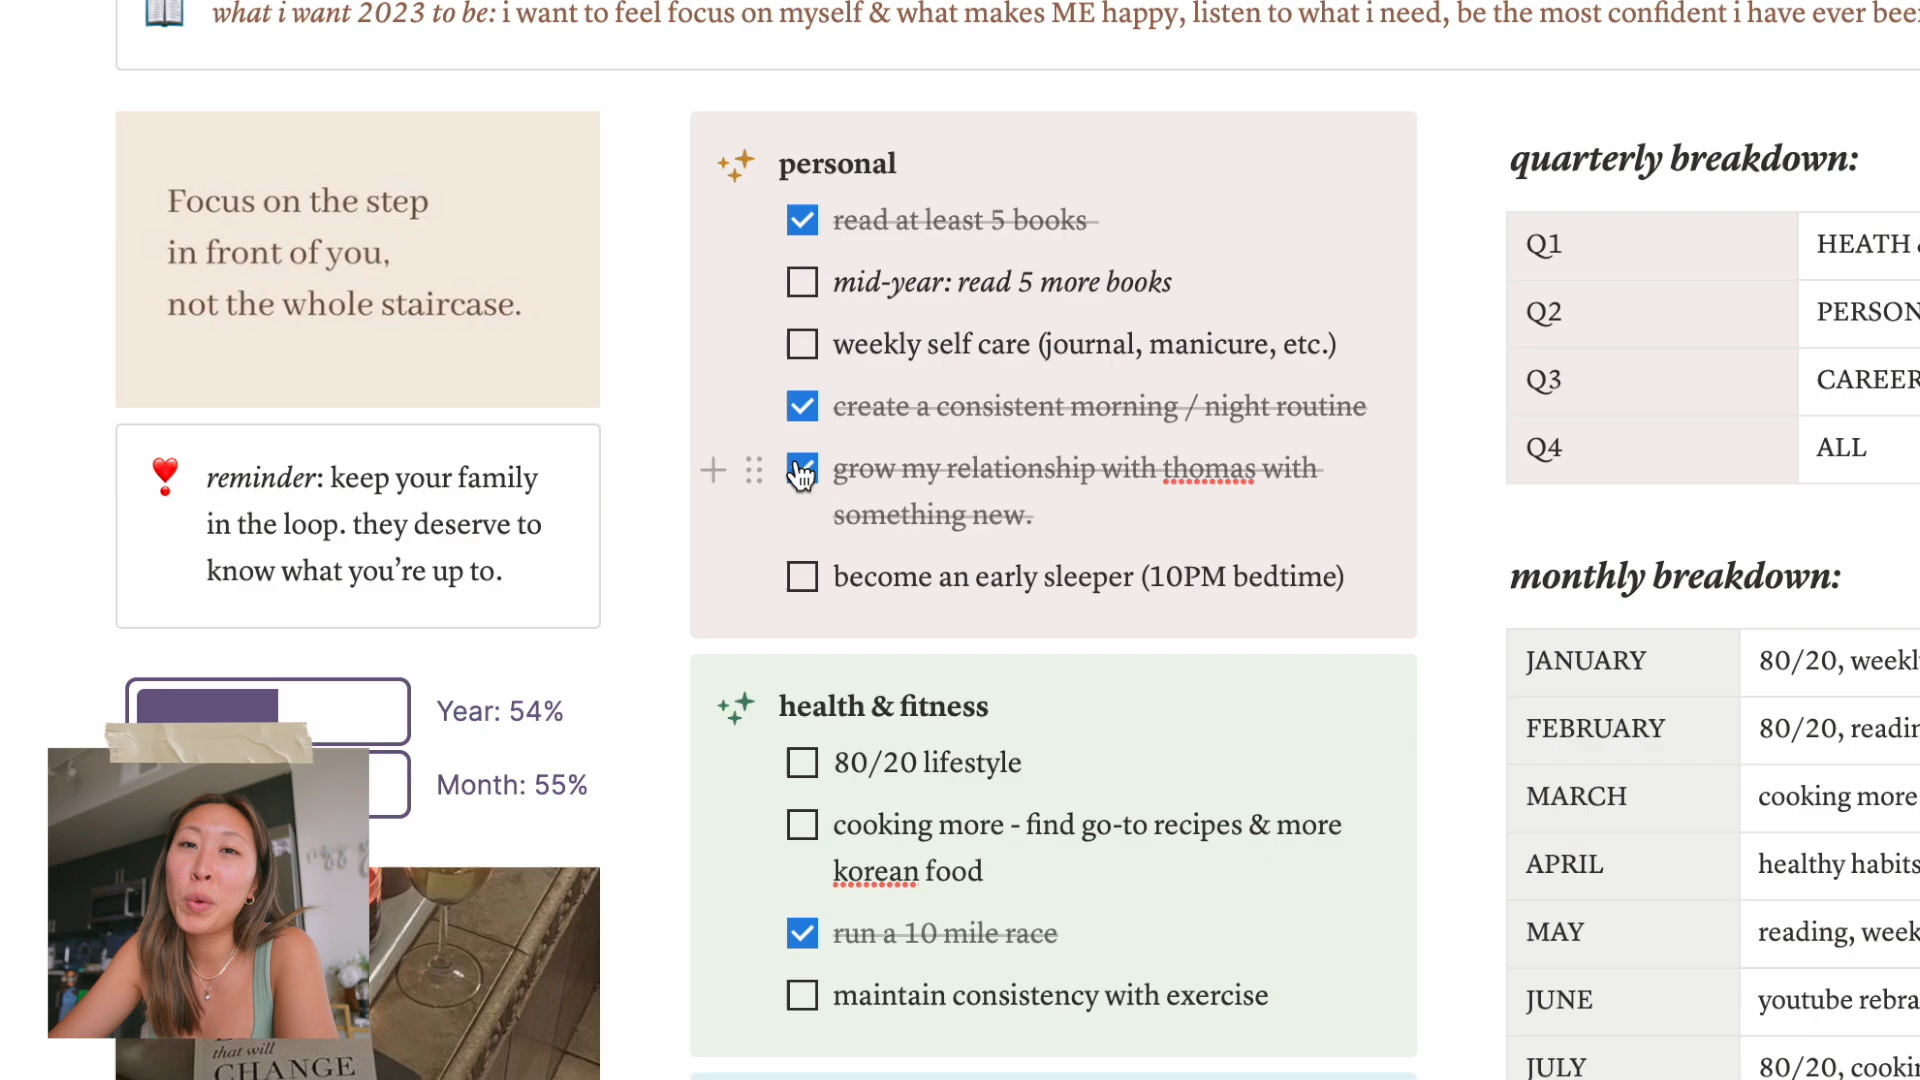 what i want 2023 to be: i want to feel focus on myself & what makes ME happy, listen to what i need, be the most confident i have ever
Focus on the step
in front of you,
not the whole staircase.
reminder: keep your family
in the loop. they deserve to
know what you’re up to.
Year: 54%
Month: 55%
that will
CHANGE
personal
read at least 5 books
mid-year: read 5 more books
weekly self care (journal, manicure, etc.)
create a consistent morning / night routine
grow my relationship with thomas with
something new.
become an early sleeper (10PM bedtime)
health & fitness
80/20 lifestyle
cooking more - find go-to recipes & more
korean food
run a 10 mile race
maintain consistency with exercise
quarterly breakdown:
Q1 HEATH
Q2 PERSON
Q3 CAREER
Q4 ALL
monthly breakdown:
JANUARY 80/20, weekl
FEBRUARY 80/20, readin
MARCH cooking more
APRIL healthy habits
MAY reading, week
JUNE youtube rebra
JULY 80/20, cookin